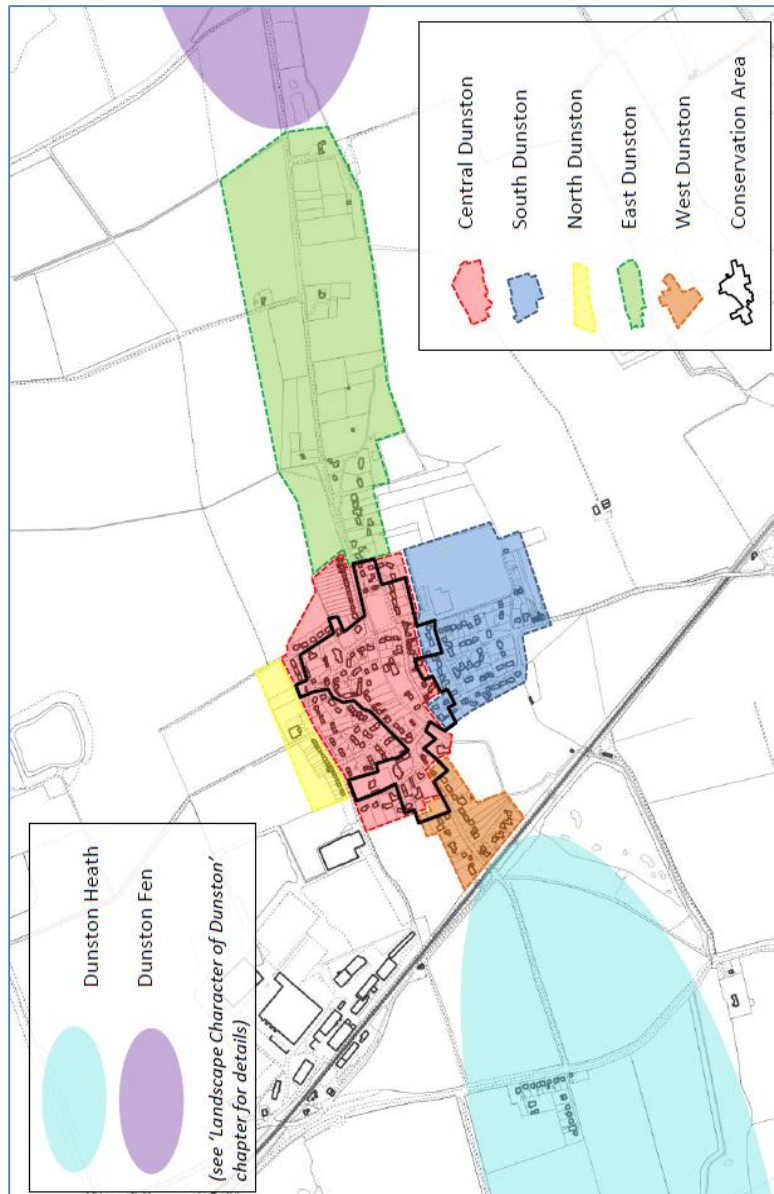 Dunston Heath
Dunston Fen
(see ‘Landscape Character of Dunston’
chapter for details)
Central Dunston
South Dunston
North Dunston
East Dunston
West Dunston
Conservation Area